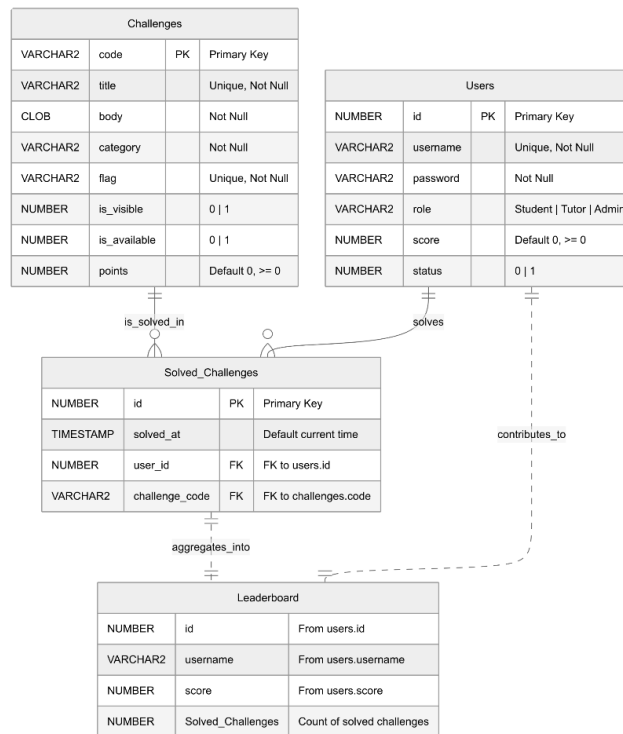 Challenges
VARCHAR2 code PK Primary Key
VARCHAR2 title Unique, Not Null
CLOB body Not Null
VARCHAR2 category Not Null
VARCHAR2 flag Unique, Not Null
NUMBER is_visible 0 | 1
NUMBER is_available 0 | 1
NUMBER points Default 0, >= 0
Users
NUMBER id PK Primary Key
VARCHAR2 username Unique, Not Null
VARCHAR2 password Not Null
VARCHAR2 role Student | Tutor | Admin
NUMBER score Default 0, >= 0
NUMBER status 0 | 1
is_solved_in
solves
Solved_Challenges
NUMBER id PK Primary Key
TIMESTAMP solved_at Default current time
NUMBER user_id FK FK to users.id
VARCHAR2 challenge_code FK FK to challenges.code
contributes_to
aggregates_into
Leaderboard
NUMBER id From users.id
VARCHAR2 username From users.username
NUMBER score From users.score
NUMBER Solved_Challenges Count of solved challenges